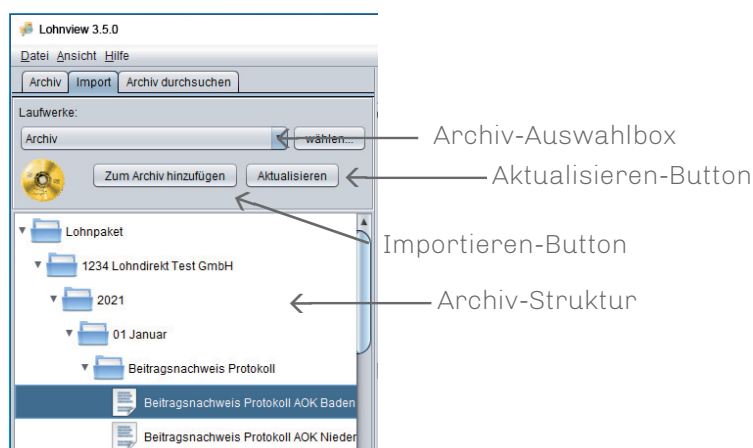 Lohnview 3.5.0
Datei Ansicht Hilfe
Archiv Import Archiv durchsuchen
Laufwerke:
Archiv wählen... Archiv-Auswahlbox
Zum Archiv hinzufügen Aktualisieren Aktualisieren-Button
Lohnpaket
Importieren-Button
1234 Lohndirekt Test GmbH
2021 Archiv-Struktur
01 Januar
Beitragsnachweis Protokoll
Beitragsnachweis Protokoll AOK Baden
Beitragsnachweis Protokoll AOK Nieder